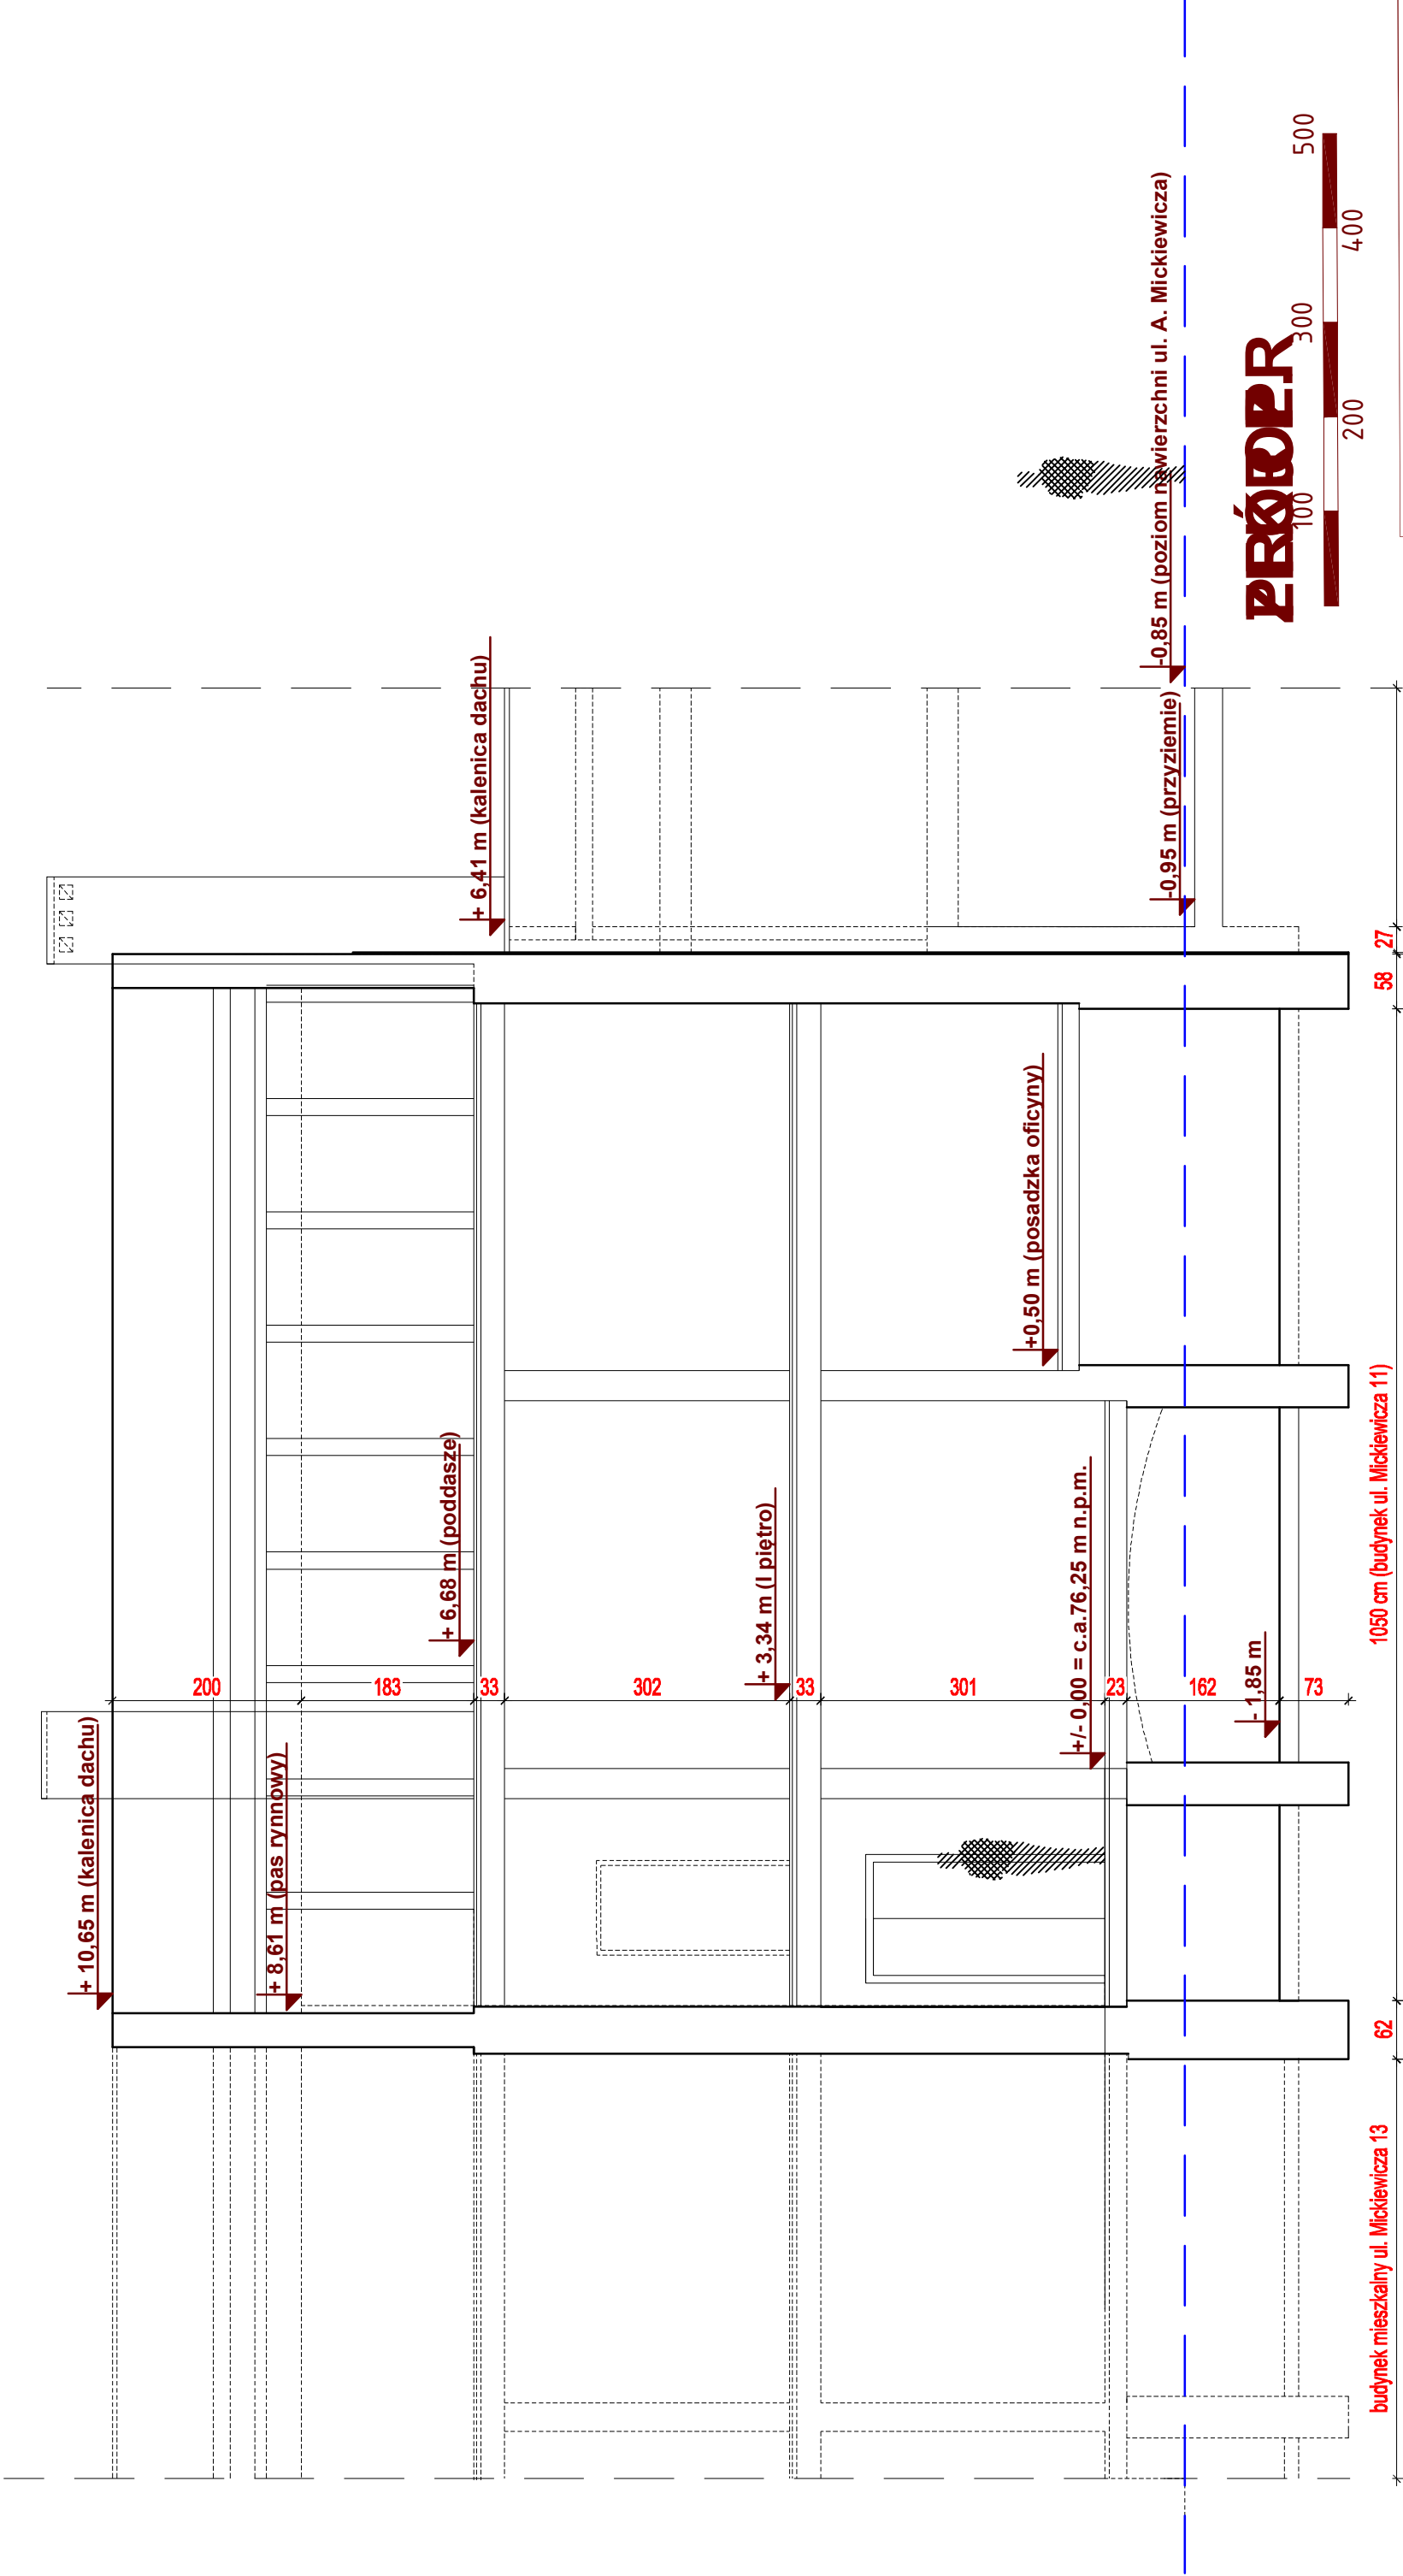 + 10,65 m (kalenica dachu)
+ 8,61 m (pas rynnowy)
+ 6,68 m (poddasze)
+ 6,41 m (kalenica dachu)
+ 3,34 m (I piętro)
+0,50 m (posadzka oficyny)
+/- 0,00 = c.a.76,25 m n.p.m.
-0,85 m (poziom nawierzchni ul. A. Mickiewicza)
-0,95 m (przyziemie)
- 1,85 m
200
183
33
302
33
301
23
162
73
budynek mieszkalny ul. Mickiewicza 13
62
1050 cm (budynek ul. Mickiewicza 11)
58
27
100
200
300
400
500